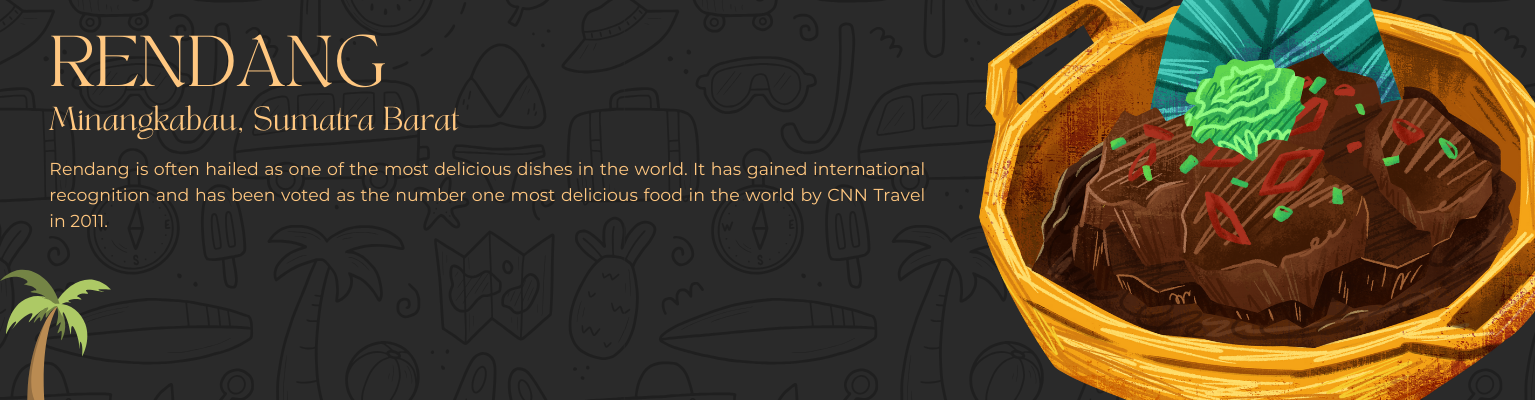 RENDANG
Minangkabau, Sumatra Barat
Rendang is often hailed as one of the most delicious dishes in the world. It has gained international
recognition and has been voted as the number one most delicious food in the world by CNN Travel
in 2011.